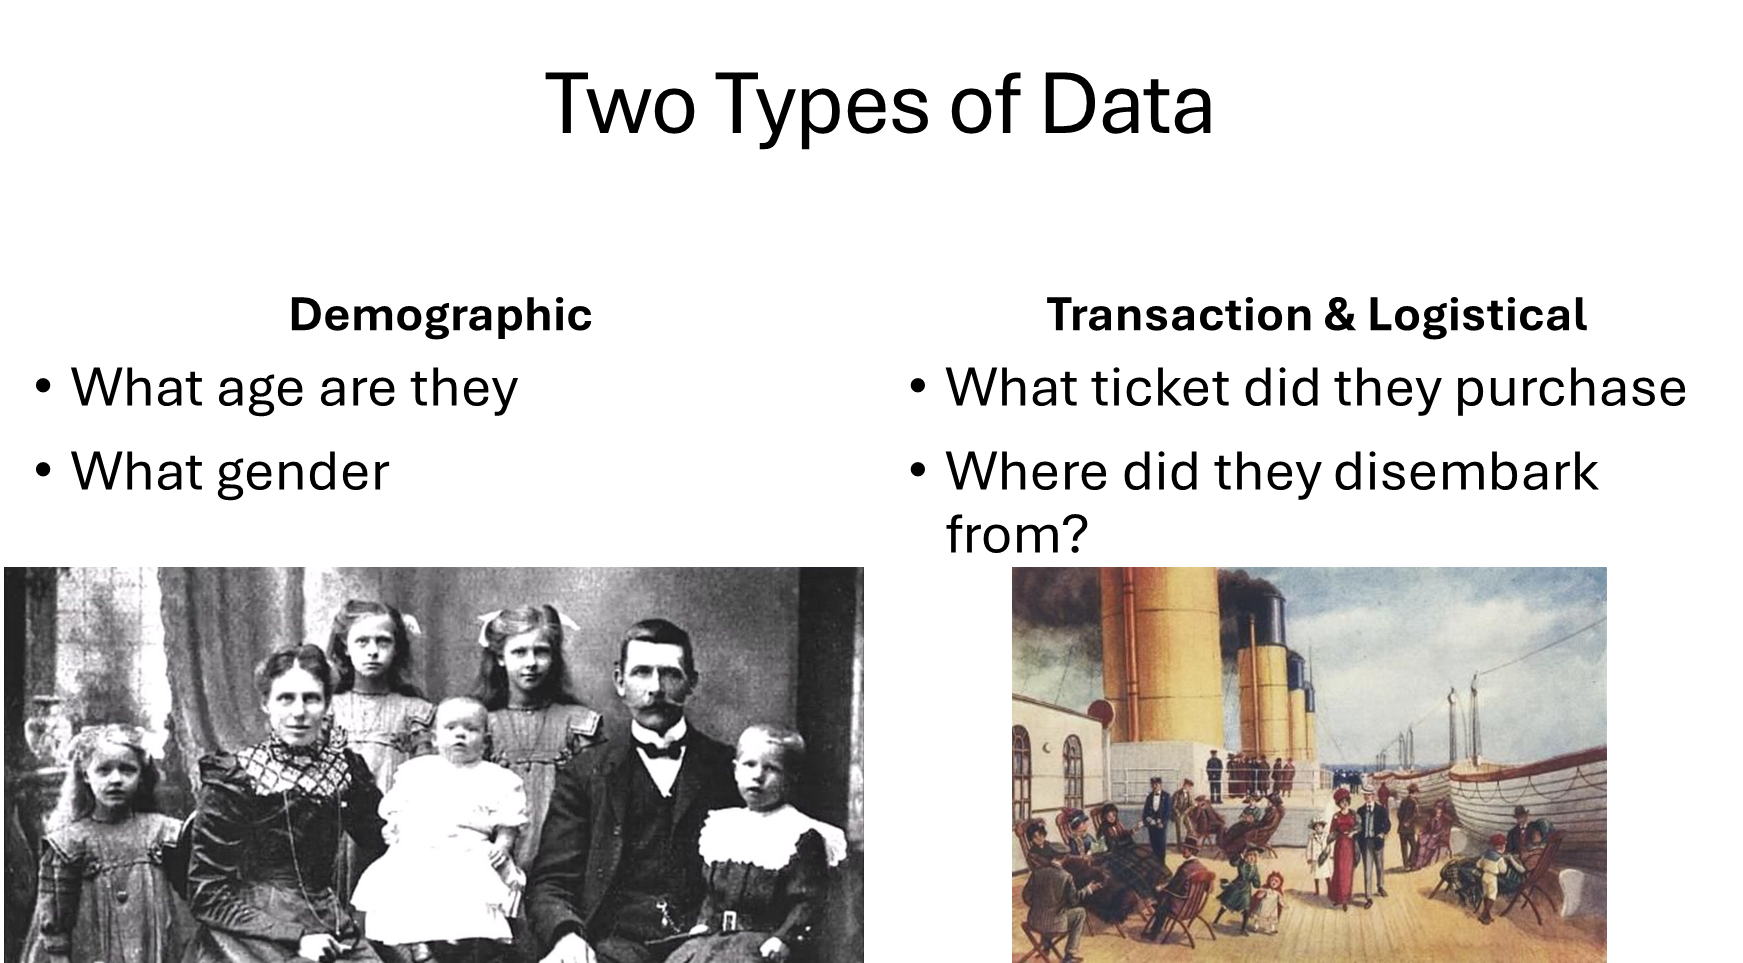 Two Types of Data
Demographic
• What age are they
• What gender
Transaction & Logistical
• What ticket did they purchase
• Where did they disembark
from?